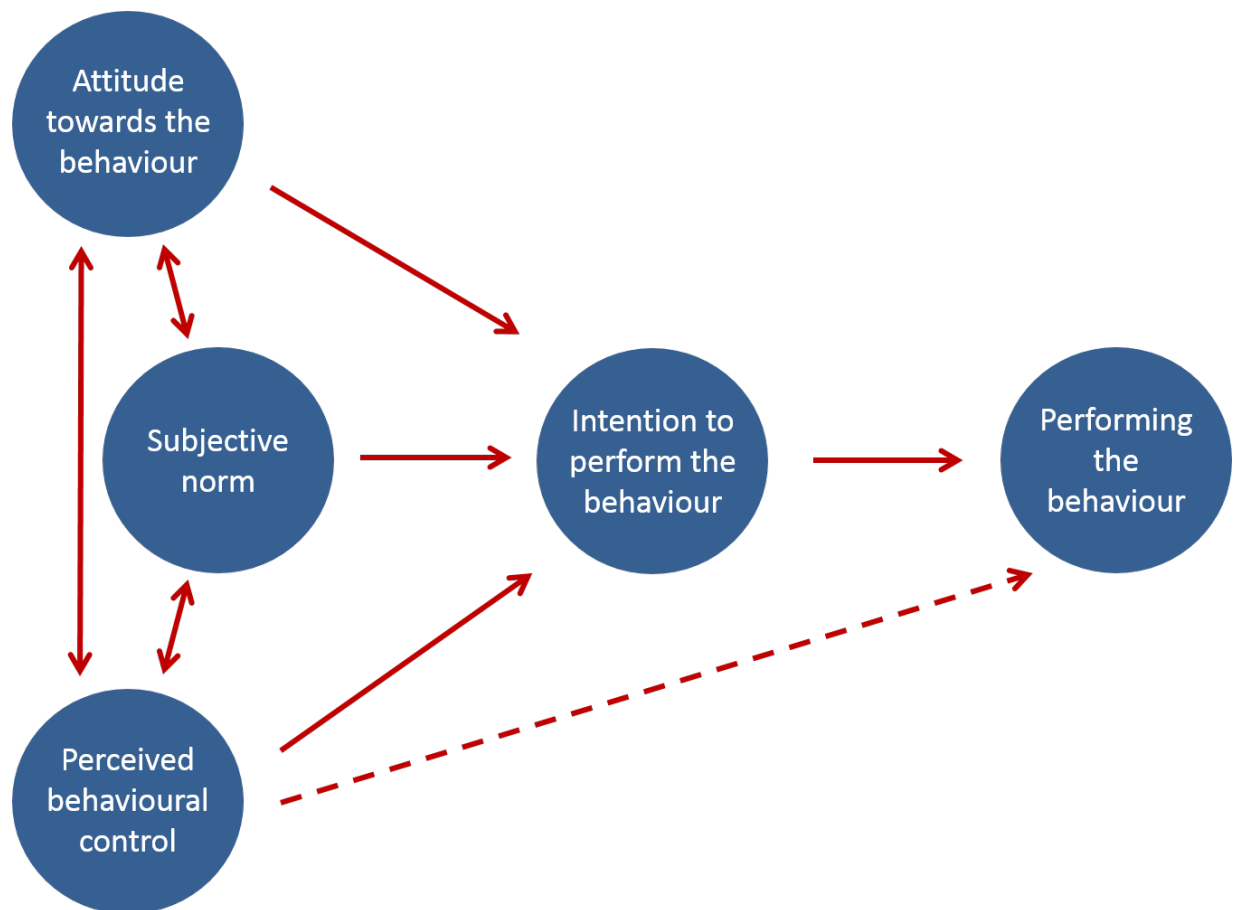 Attitude
towards the
behaviour
Subjective
norm
Intention to
perform the
behaviour
Performing
the
behaviour
Perceived
behavioural
control